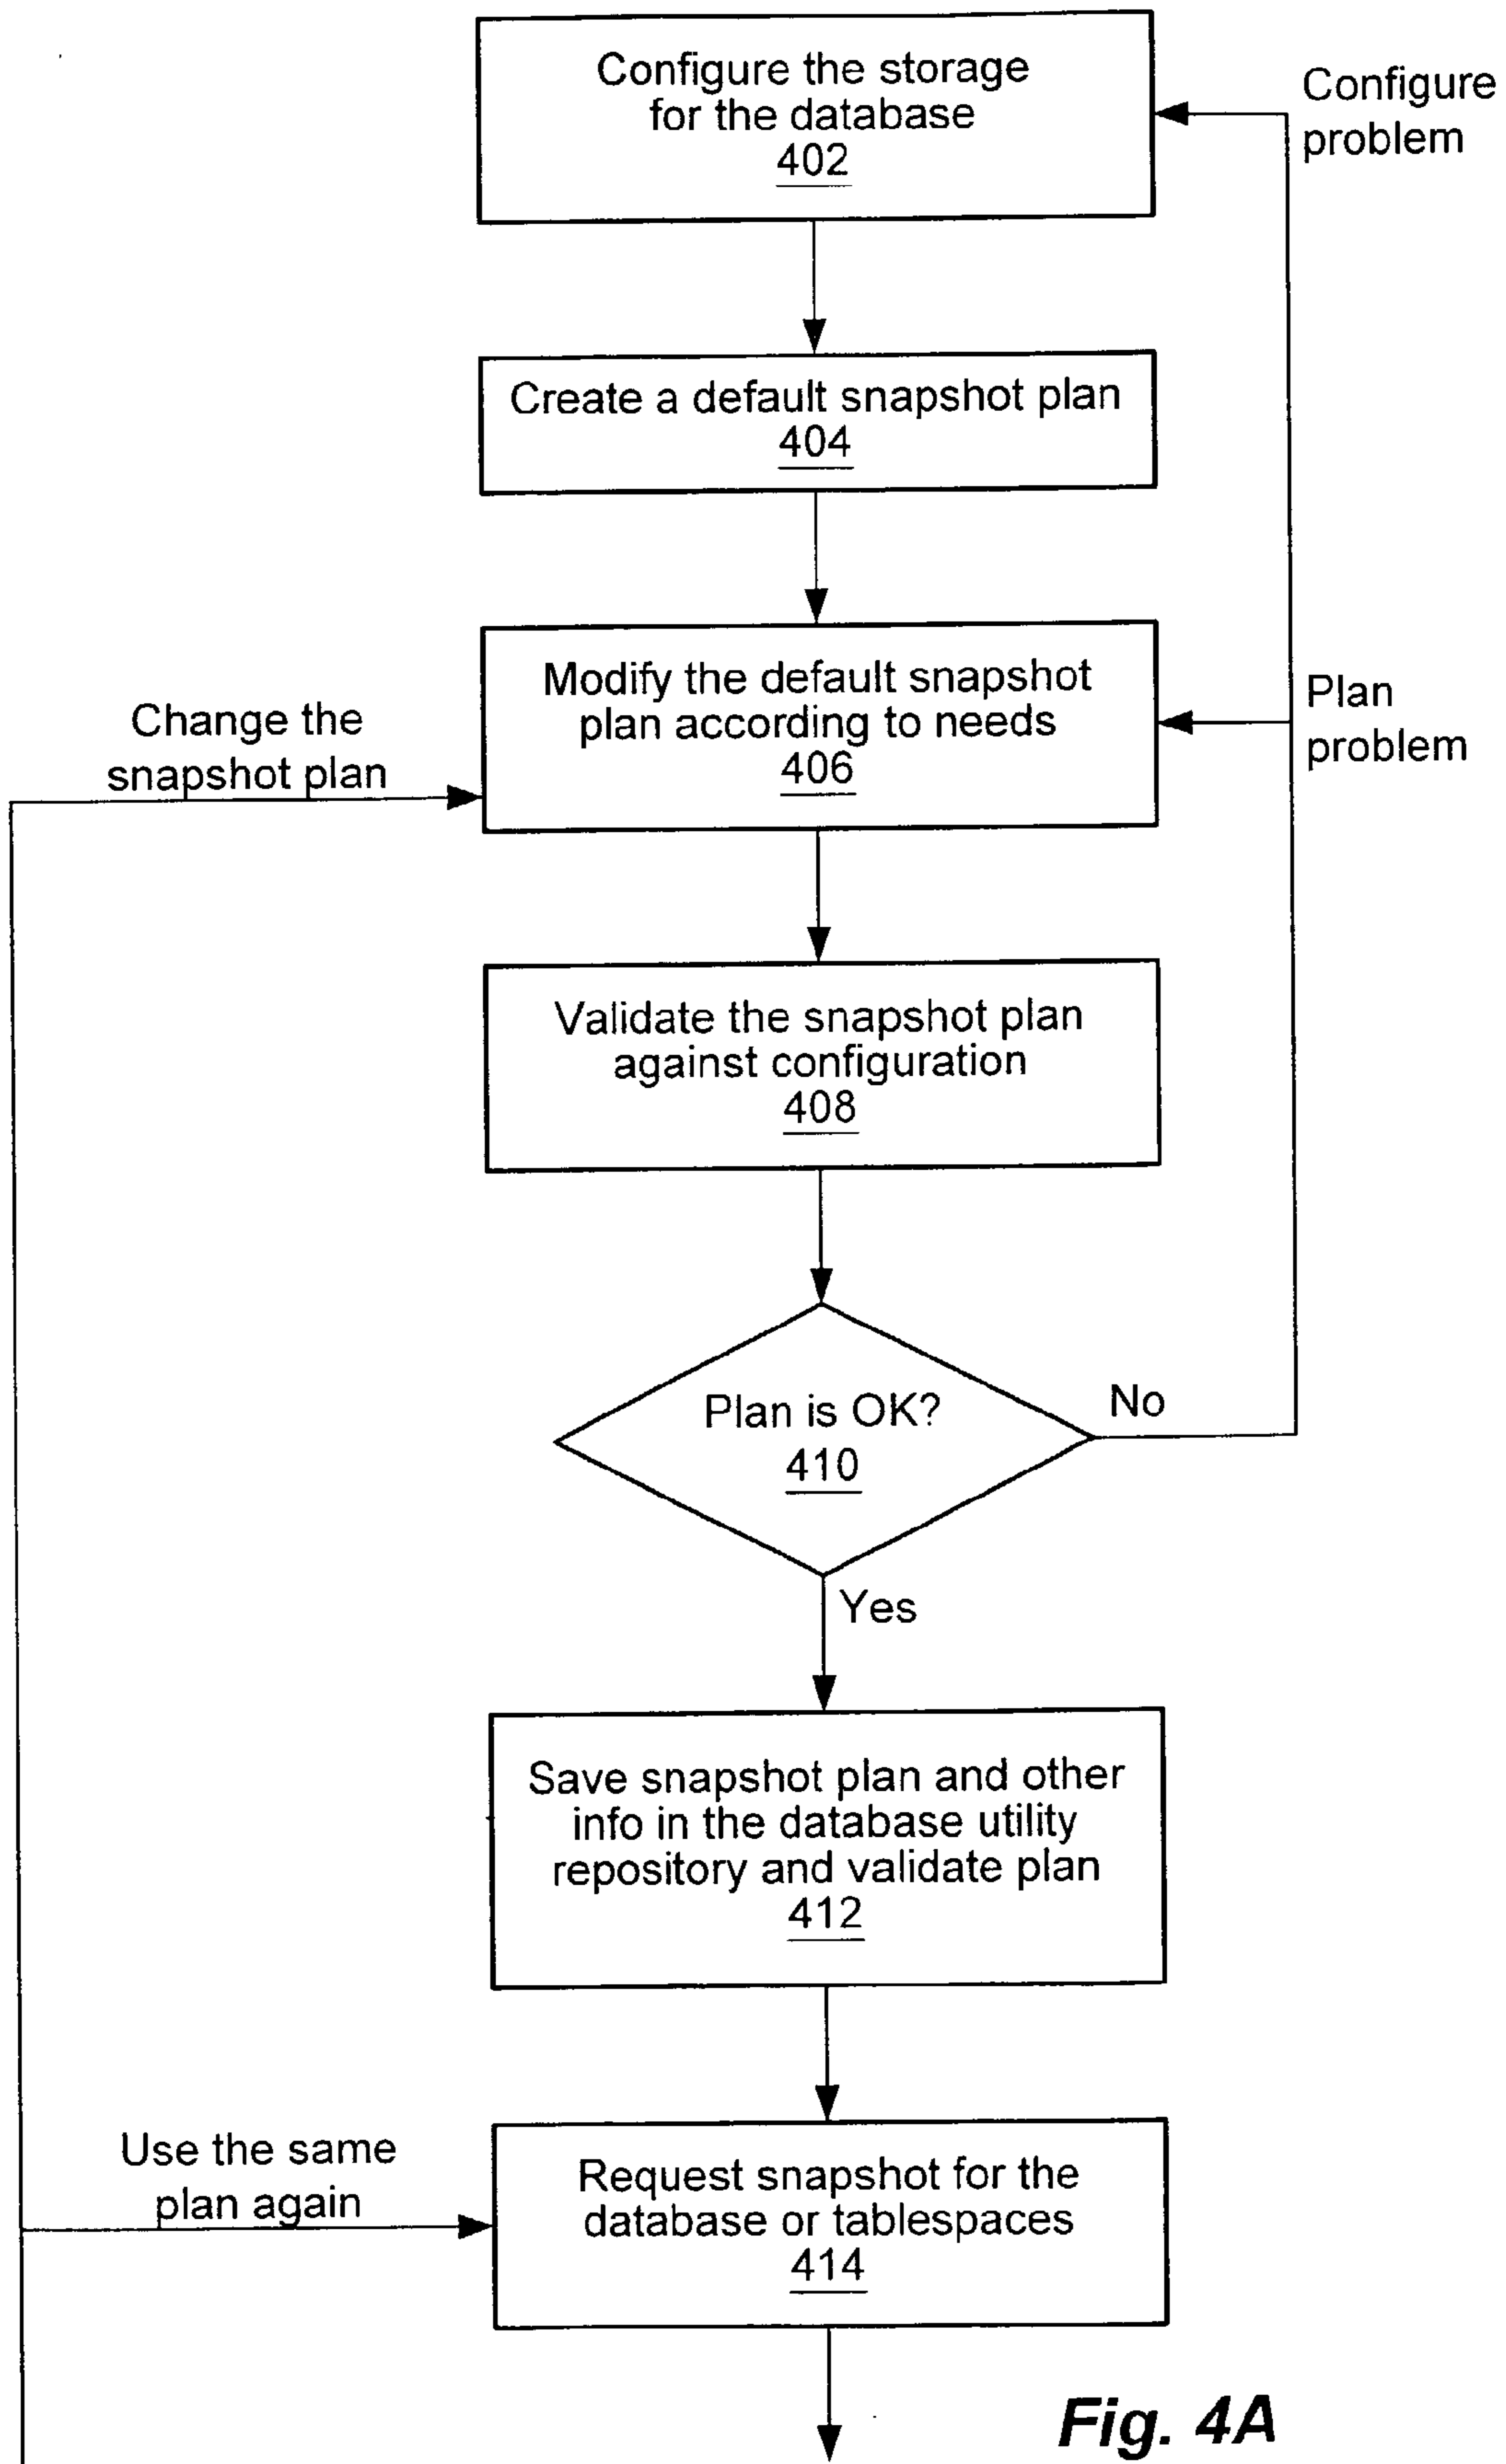 Configure the storage
for the database
402
Configure
problem
Create a default snapshot plan
404
Modify the default snapshot
plan according to needs
406
Change the
snapshot plan
Plan
problem
Validate the snapshot plan
against configuration
408
Plan is OK?
410
No
Yes
Save snapshot plan and other
info in the database utility
repository and validate plan
412
Use the same
plan again
Request snapshot for the
database or tablespaces
414
Fig. 4A